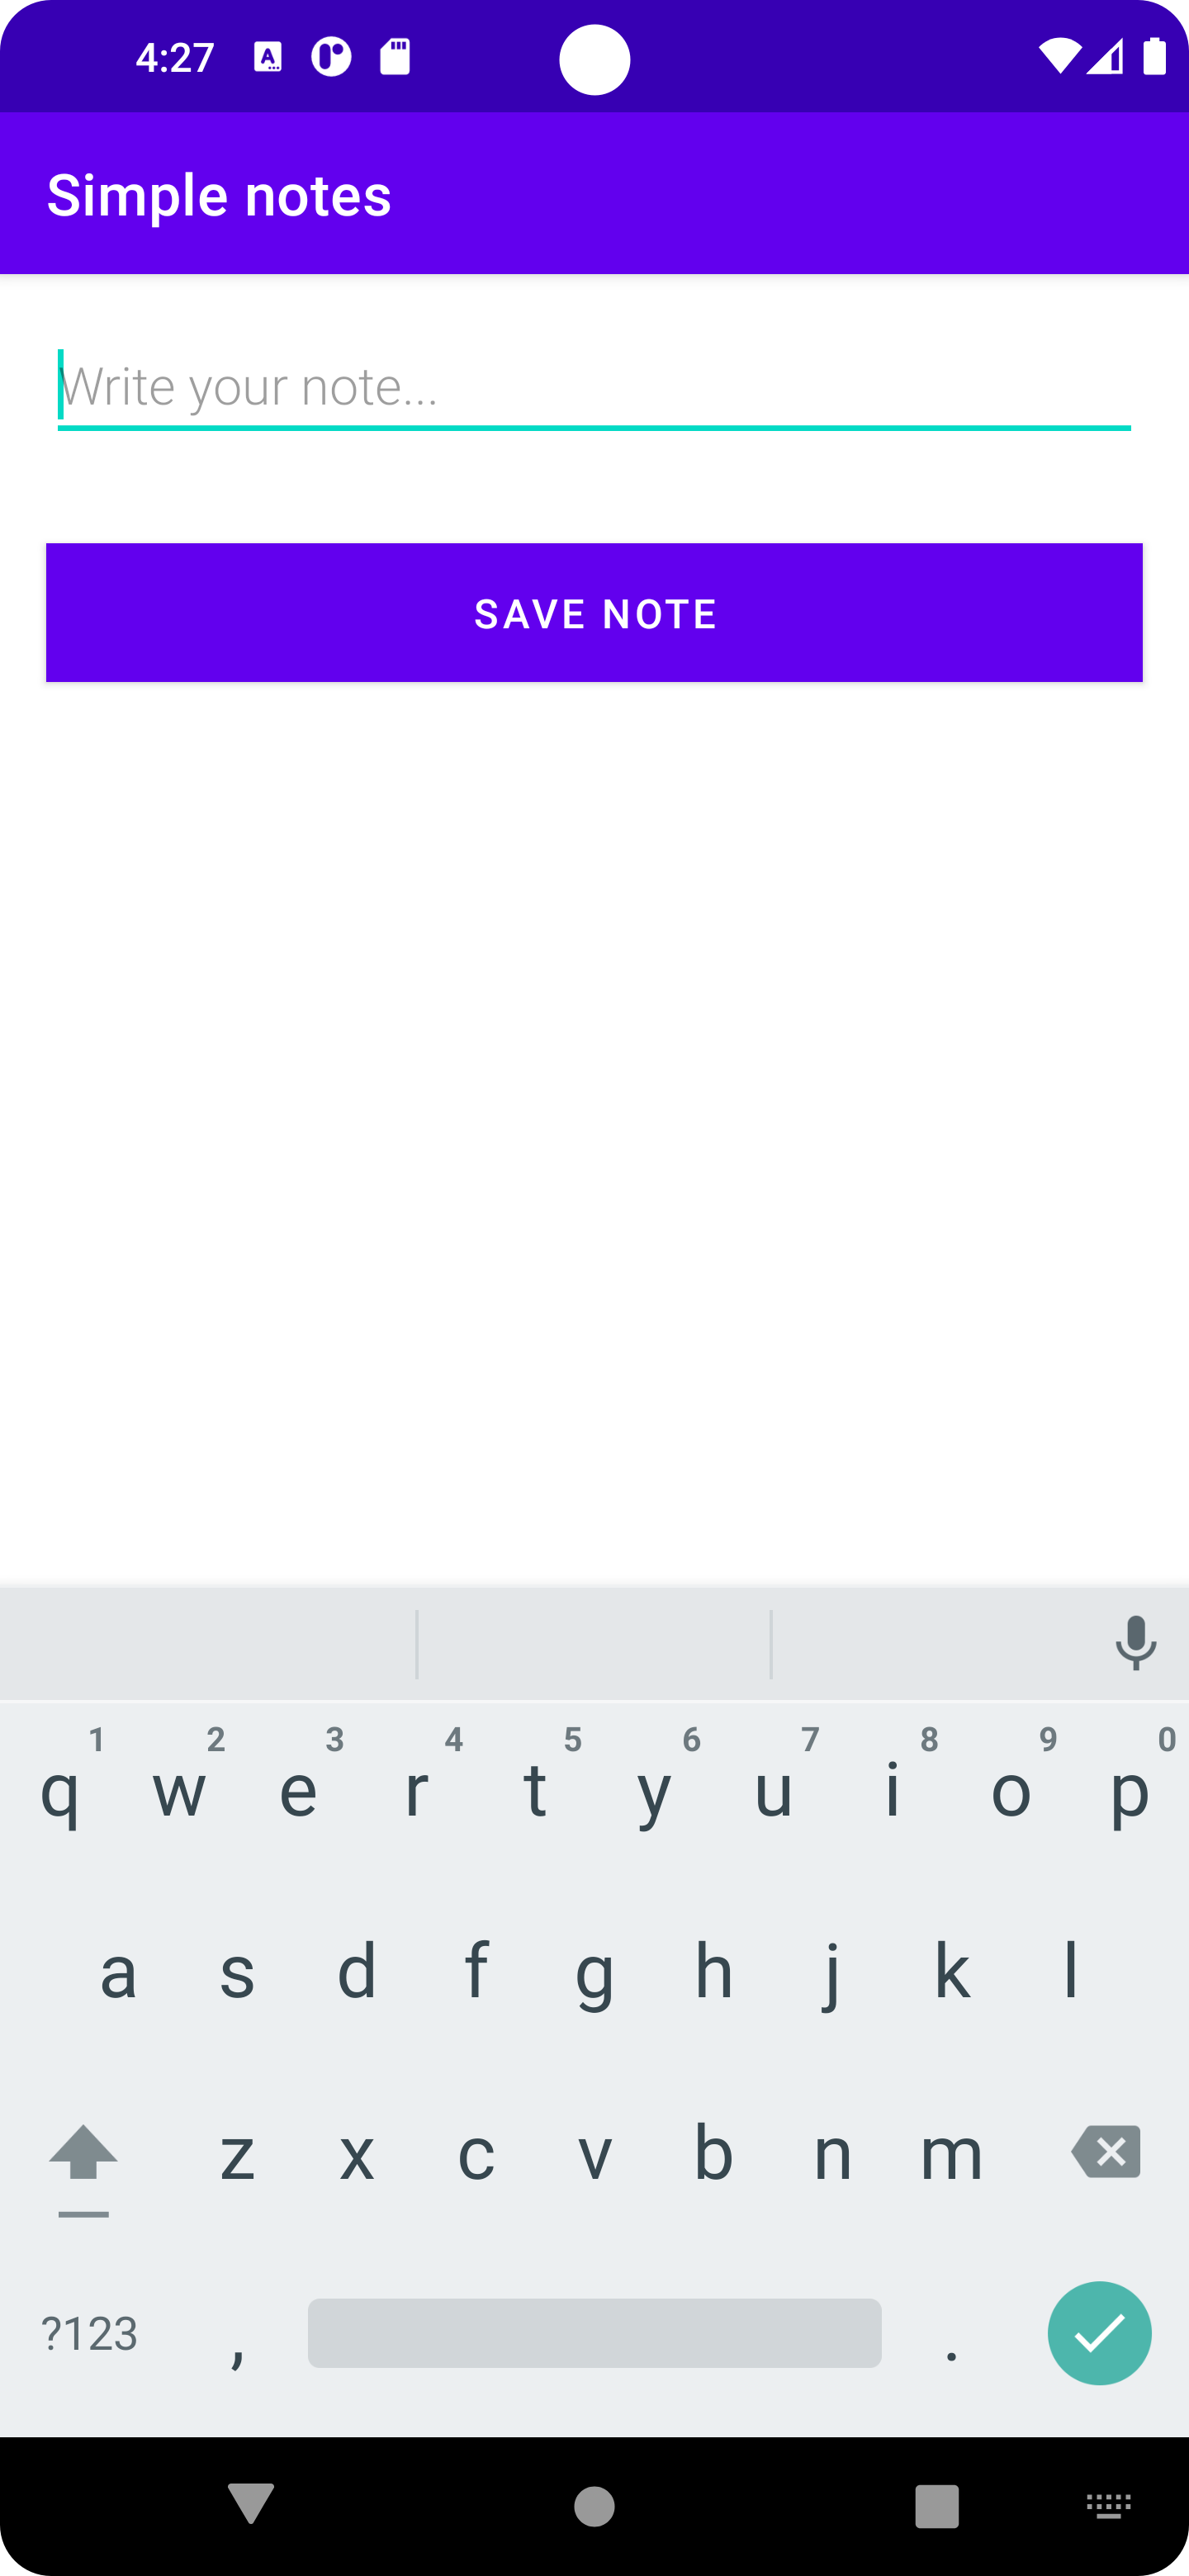 4:27
Simple notes
Write your note...
SAVE NOTE
1 2 3 4 5 6 7 8 9 0
q w e r t y u i o p
a s d f g h j k l
z x c v b n m
?123 , .